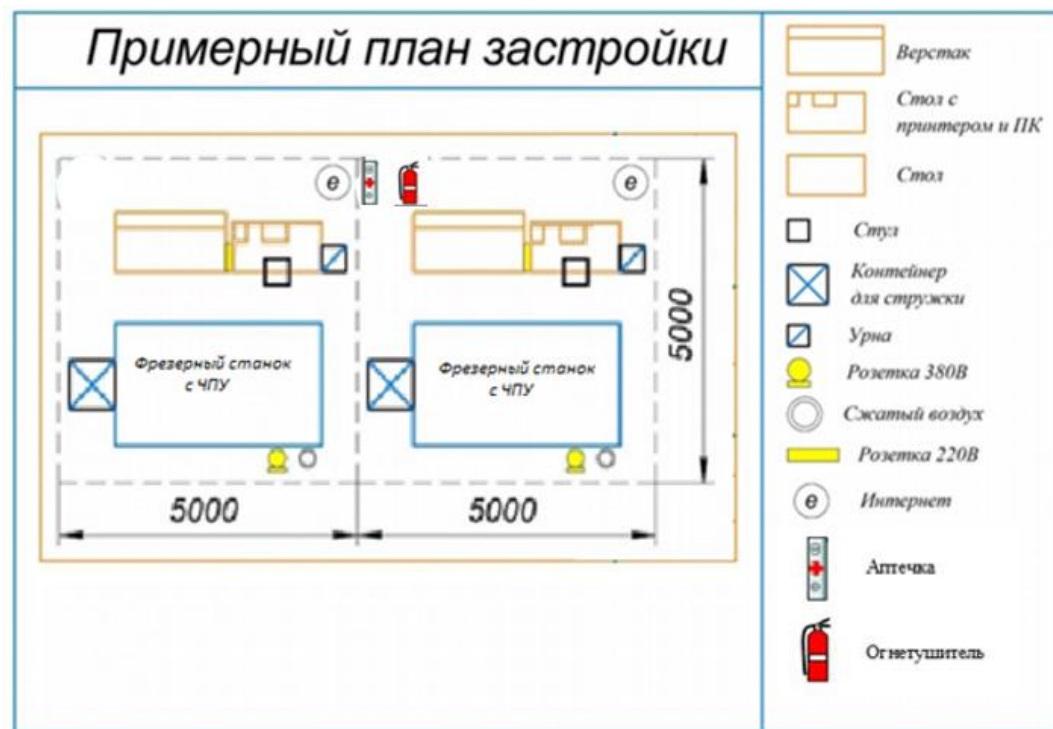 Примерный план застройки
e
e
Фрезерный станок
с ЧПУ
Фрезерный станок
с ЧПУ
5000
5000
5000
Верстак
Стол с
принтером и ПК
Стол
Стул
Контейнер
для стружки
Урна
Розетка 380В
Сжатый воздух
Розетка 220В
e
Интернет
Аптечка
Огнетушитель